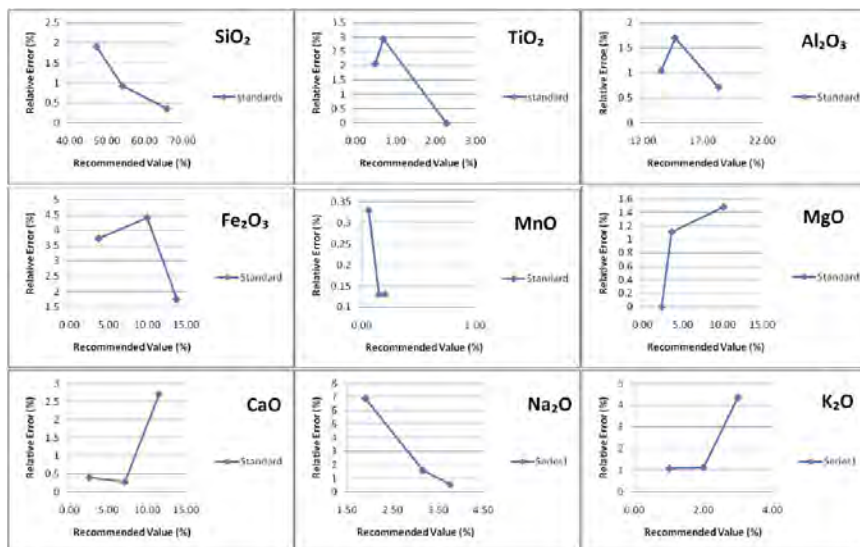 SiO₂
Relative Error (%)
2
1.5
1
0.5
0
40.00 50.00 60.00 70.00
Recommended Value (%)
standards
TiO₂
Relative Error (%)
3.5
3
2.5
2
1.5
1
0.5
0
0.00 1.00 2.00 3.00
Recommended Value (%)
standard
Al₂O₃
Relative Error (%)
2
1.5
1
0.5
0
12.00 17.00 22.00
Recommended Value (%)
Standard
Fe₂O₃
Relative Error (%)
5
4.5
4
3.5
3
2.5
2
1.5
0.00 5.00 10.00 15.00
Recommended Value (%)
Standard
MnO
Relative Error (%)
0.35
0.3
0.25
0.2
0.15
0.1
0.00 1.00
Recommended Value (%)
Standard
MgO
Relative Error (%)
1.6
1.4
1.2
1
0.8
0.6
0.4
0.2
0
0.00 5.00 10.00 15.00
Recommended Value (%)
Standard
CaO
Relative Error (%)
3
2.5
2
1.5
1
0.5
0
0.00 5.00 10.00 15.00
Recommended Value (%)
Standard
Na₂O
Relative Error (%)
8
7
6
5
4
3
2
1
0
1.50 2.50 3.50 4.50
Recommended Value (%)
Series1
K₂O
Relative Error (%)
5
4
3
2
1
0
0.00 2.00 4.00
Recommended Value (%)
Series1